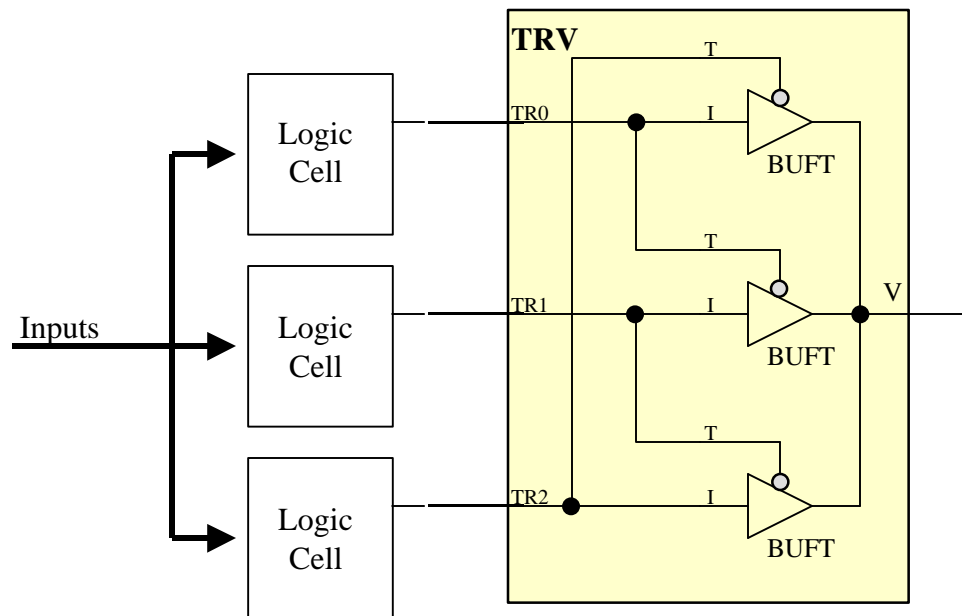 TRV
T
Logic
Cell
TR0
I
BUFT
T
Inputs
Logic
Cell
TR1
I
V
BUFT
T
Logic
Cell
TR2
I
BUFT